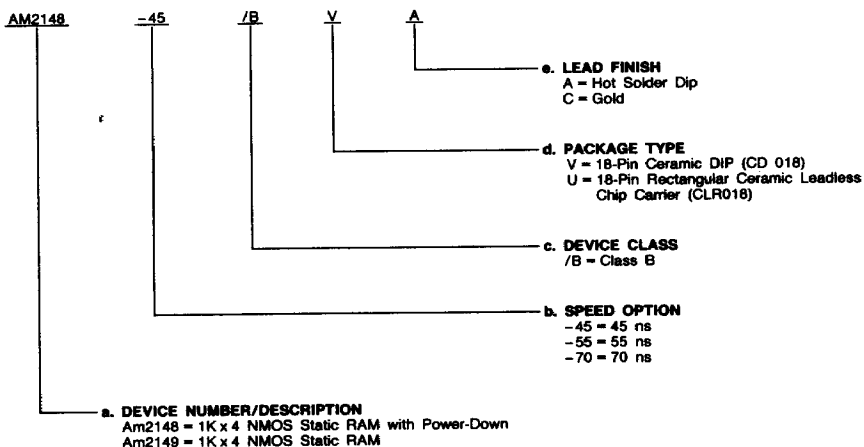 AM2148 -45 /B V A
e. LEAD FINISH
A = Hot Solder Dip
C = Gold
d. PACKAGE TYPE
V = 18-Pin Ceramic DIP (CD 018)
U = 18-Pin Rectangular Ceramic Leadless
Chip Carrier (CLR018)
c. DEVICE CLASS
/B = Class B
b. SPEED OPTION
-45 = 45 ns
-55 = 55 ns
-70 = 70 ns
a. DEVICE NUMBER/DESCRIPTION
Am2148 = 1K x 4 NMOS Static RAM with Power-Down
Am2149 = 1K x 4 NMOS Static RAM